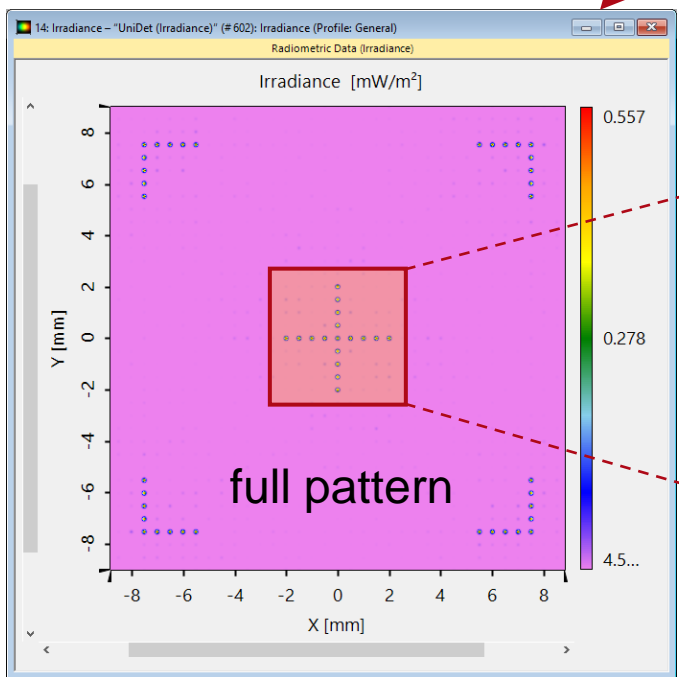 14: Irradiance – "UniDet (Irradiance)" (# 602): Irradiance (Profile: General)
Radiometric Data (Irradiance)
Irradiance [mW/m²]
8
6
4
2
0
-2
-4
-6
-8
Y [mm]
full pattern
-8 -6 -4 -2 0 2 4 6 8
X [mm]
0.557
0.278
4.5...